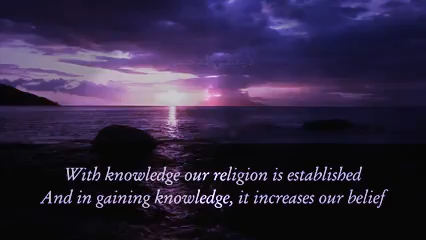 With knowledge our religion is established
And in gaining knowledge, it increases our belief